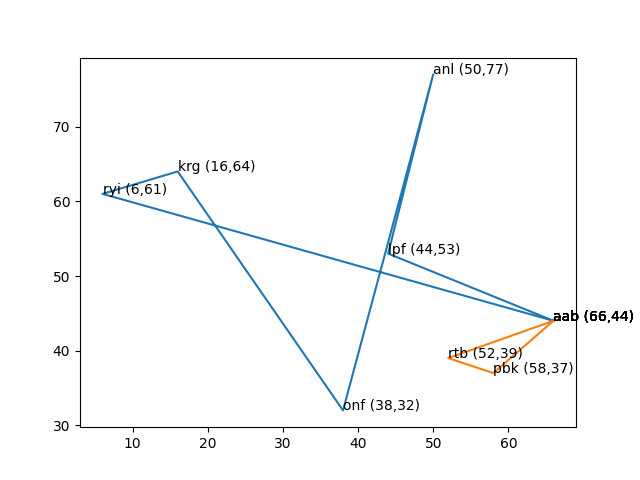 anl (50,77)
70
krg (16,64)
ryi (6,61)
60
lpf (44,53)
50
aab (66,44)
40
rtb (52,39)
pbk (58,37)
onf (38,32)
30
10 20 30 40 50 60